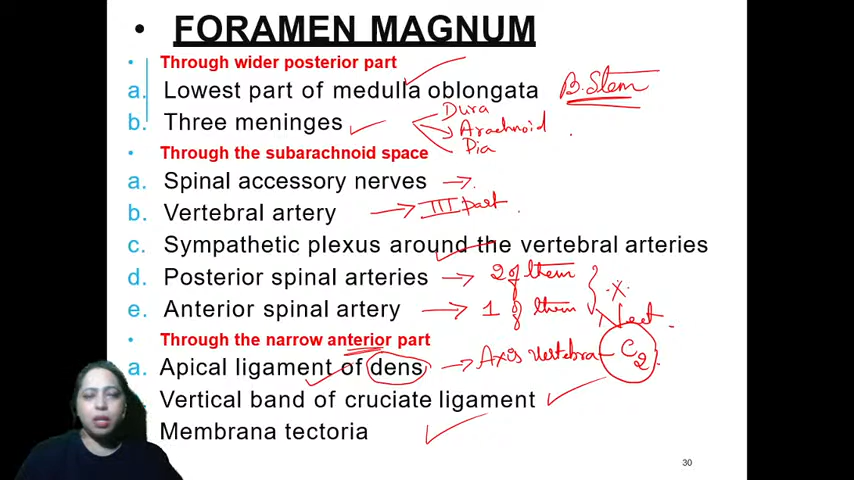 • FORAMEN MAGNUM
• Through wider posterior part
a. Lowest part of medulla oblongata B. Stem
b. Three meninges Dura
Arachnoid
Pia
• Through the subarachnoid space
a. Spinal accessory nerves
b. Vertebral artery III part
c. Sympathetic plexus around the vertebral arteries
d. Posterior spinal arteries 2 of them
e. Anterior spinal artery 1 of them
• Through the narrow anterior part
a. Apical ligament of dens Axis vertebra C2
Vertical band of cruciate ligament
Membrana tectoria
30